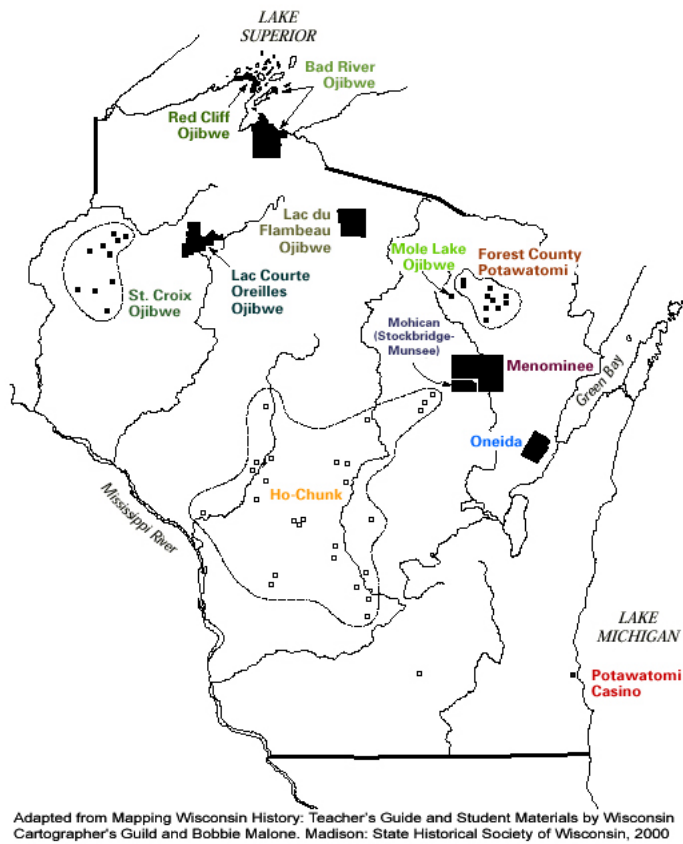 LAKE
SUPERIOR
Bad River
Ojibwe
Red Cliff
Ojibwe
Lac du
Flambeau
Ojibwe
Mole Lake
Ojibwe
Forest County
Potawatomi
St. Croix
Ojibwe
Lac Courte
Oreilles
Ojibwe
Mohican
(Stockbridge-
Munsee)
Menominee
Green Bay
Oneida
Ho-Chunk
Mississippi River
LAKE
MICHIGAN
Potawatomi
Casino
Adapted from Mapping Wisconsin History: Teacher's Guide and Student Materials by Wisconsin
Cartographer's Guild and Bobbie Malone. Madison: State Historical Society of Wisconsin, 2000